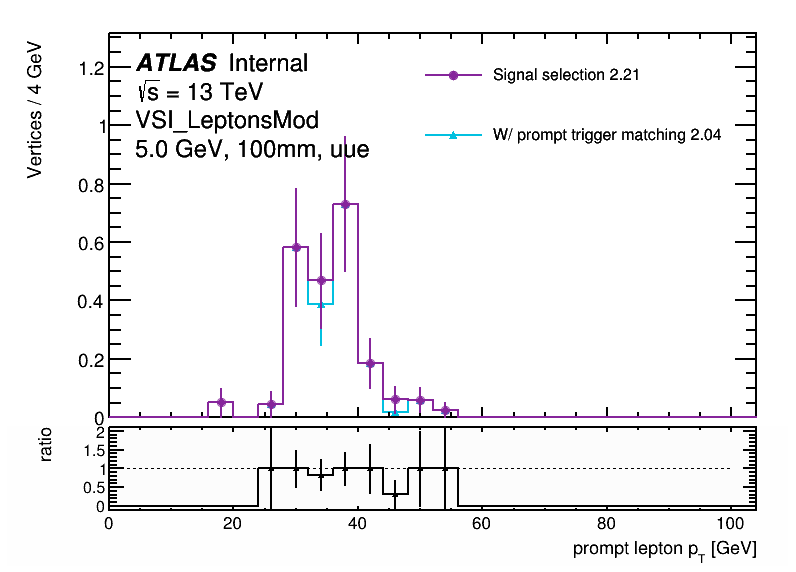 ATLAS Internal
√s = 13 TeV
VSI_LeptonsMod
5.0 GeV, 100mm, uue
Signal selection 2.21
W/ prompt trigger matching 2.04
Vertices / 4 GeV
1.2
1
0.8
0.6
0.4
0.2
0
ratio
2
1.5
1
0.5
0
0 20 40 60 80 100
prompt lepton pT [GeV]